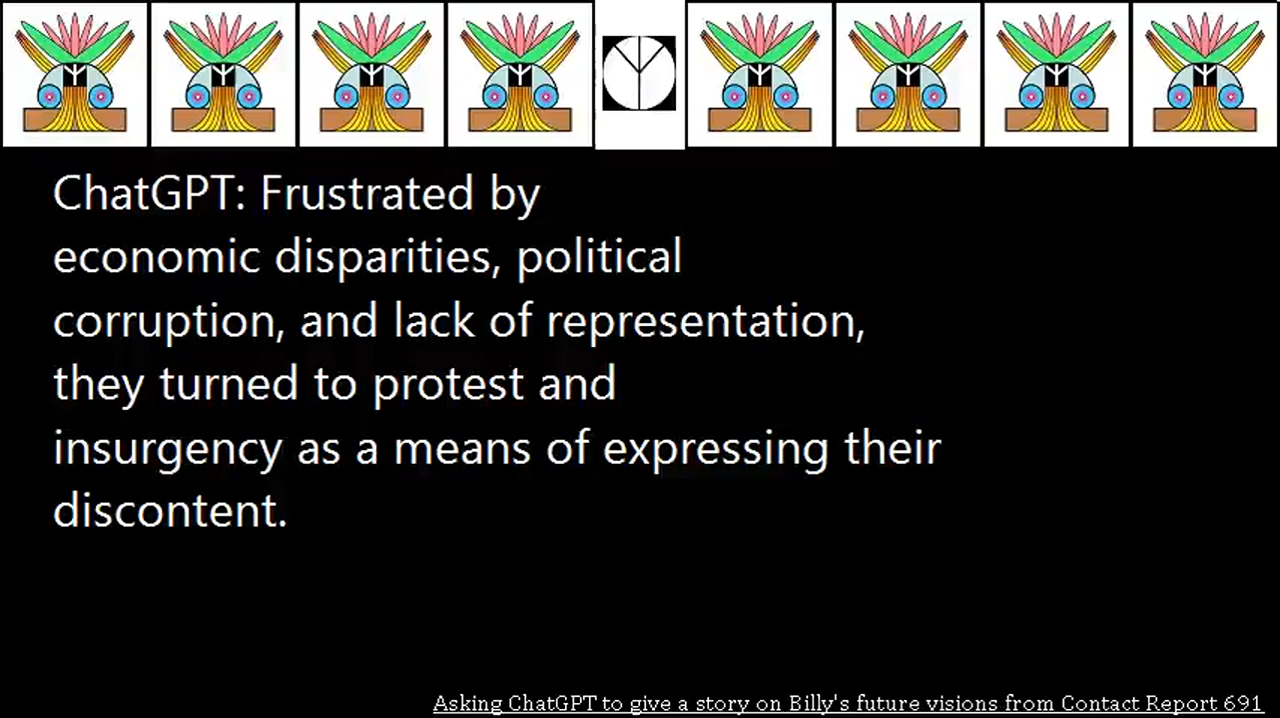 ChatGPT: Frustrated by
economic disparities, political
corruption, and lack of representation,
they turned to protest and
insurgency as a means of expressing their
discontent.
Asking ChatGPT to give a story on Billy's future visions from Contact Report 691